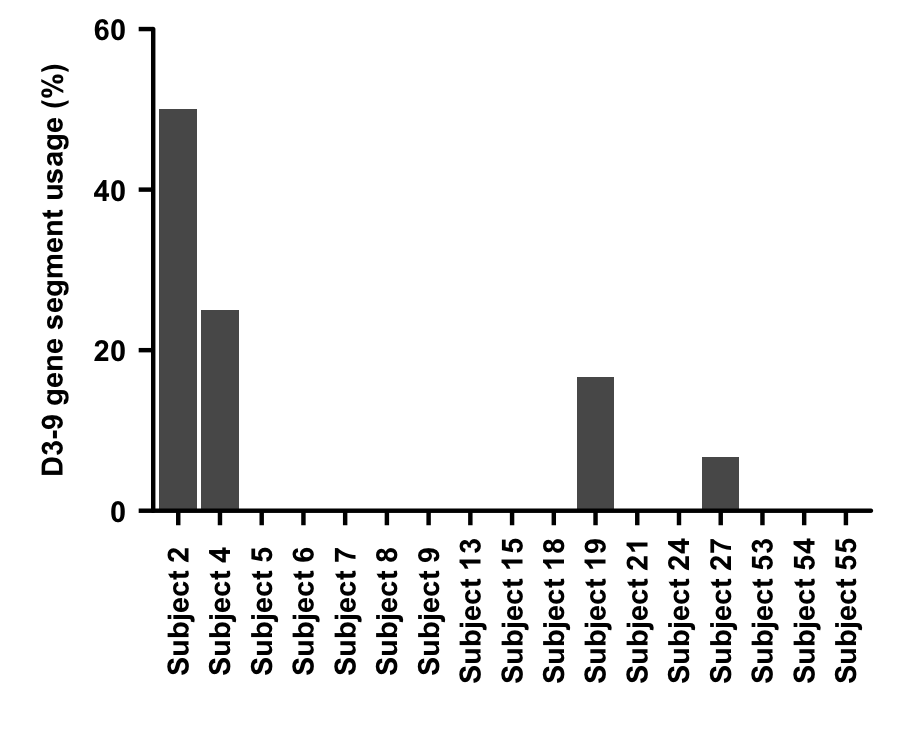 D3-9 gene segment usage (%)
60
40
20
0
Subject 2
Subject 4
Subject 5
Subject 6
Subject 7
Subject 8
Subject 9
Subject 13
Subject 15
Subject 18
Subject 19
Subject 21
Subject 24
Subject 27
Subject 53
Subject 54
Subject 55